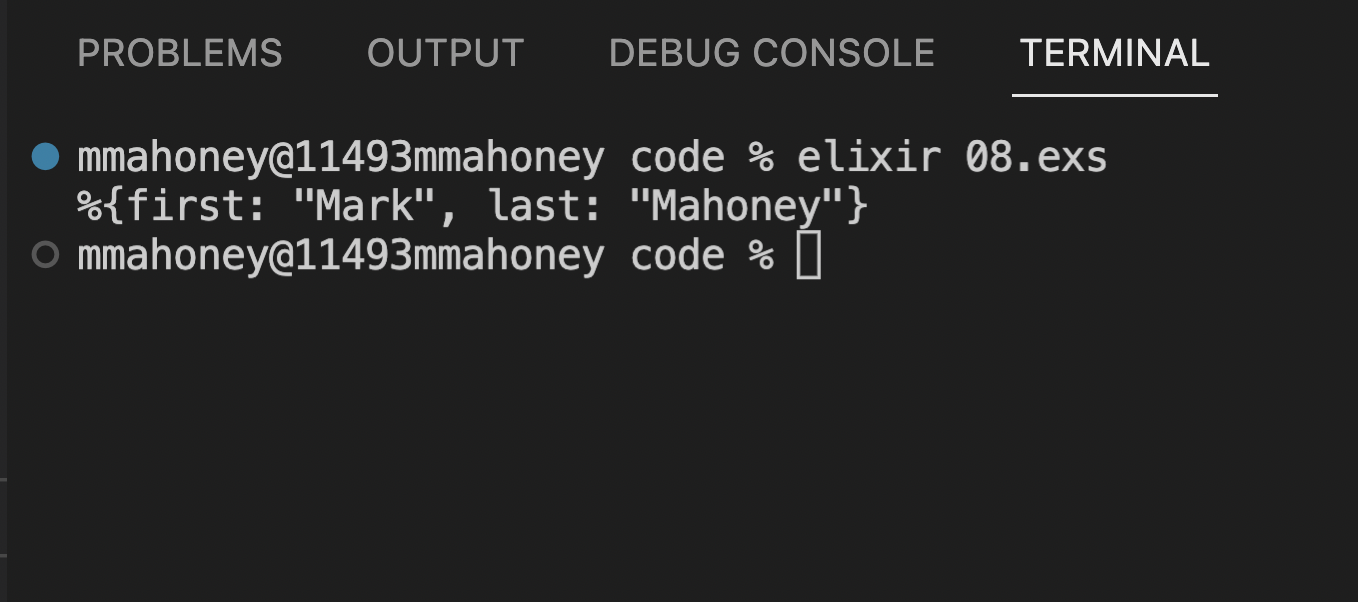 PROBLEMS OUTPUT DEBUG CONSOLE TERMINAL
mmahoney@11493mmahoney code % elixir 08.exs
%{first: "Mark", last: "Mahoney"}
mmahoney@11493mmahoney code %